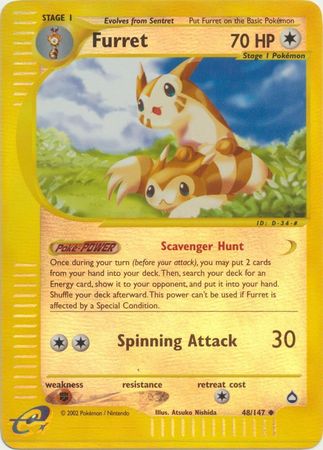 STAGE 1
Evolves from Sentret
Put Furret on the Basic Pokémon
Furret
70 HP
Stage 1 Pokémon
ID: D-34-#
Poké-POWER
Scavenger Hunt
Once during your turn (before your attack), you may put 2 cards
from your hand into your deck. Then, search your deck for an
Energy card, show it to your opponent, and put it into your hand.
Shuffle your deck afterward. This power can't be used if Furret is
affected by a Special Condition.
Spinning Attack
30
weakness
resistance
retreat cost
e
© 2002 Pokémon / Nintendo
Illus. Atsuko Nishida
48/147